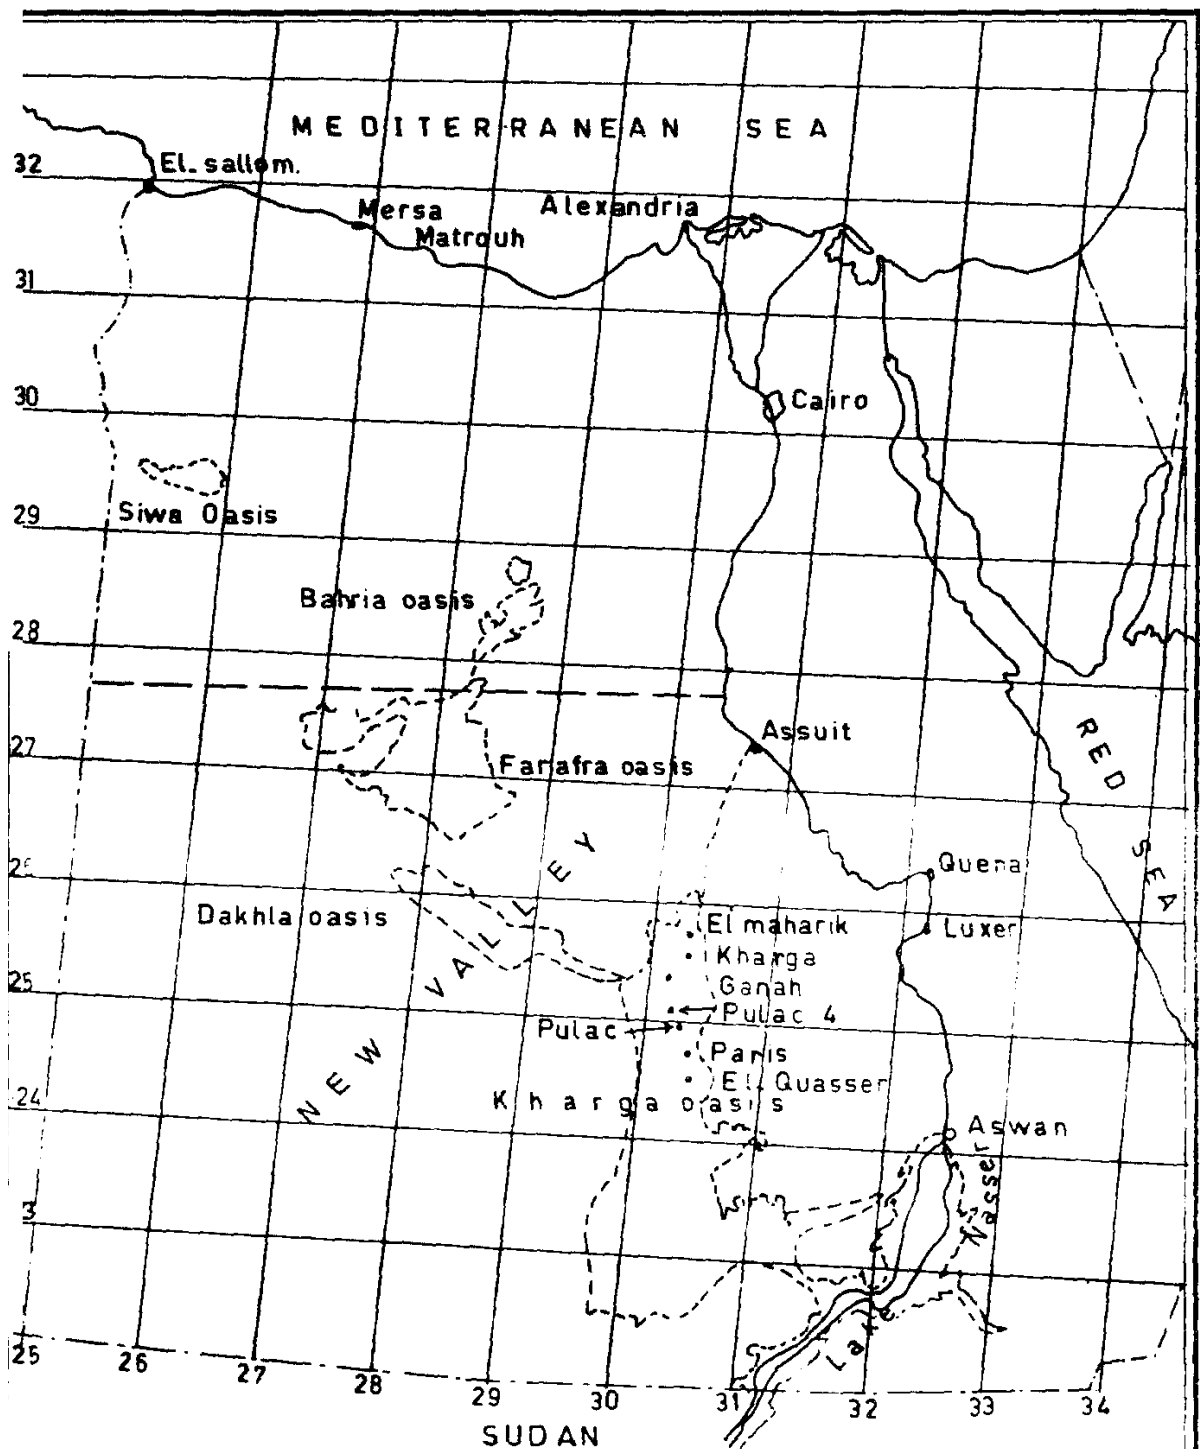 MEDITERRANEAN SEA
32
El. sallom.
Mersa
Matrouh
Alexandria
31
30
Cairo
Siwa Oasis
29
Bahria oasis
28
RED SEA
Assuit
27
Farafra oasis
26
Quena
Dakhla oasis
El maharik
Luxer
Kharga
NEW VALLEY
25
Ganah
Pulac 4
Pulac
Paris
El. Quasser
24
Kharga oasis
Aswan
3
Lake Nasser
25
26
27
28
29
30
31
32
33
34
SUDAN